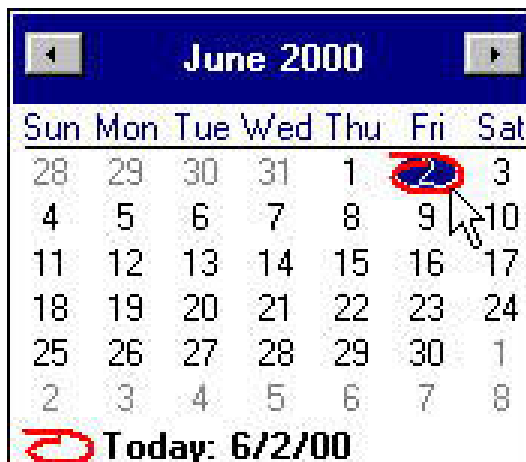 June 2000
Sun Mon Tue Wed Thu Fri Sat
28 29 30 31 1 2 3
4 5 6 7 8 9 10
11 12 13 14 15 16 17
18 19 20 21 22 23 24
25 26 27 28 29 30 1
2 3 4 5 6 7 8
Today: 6/2/00